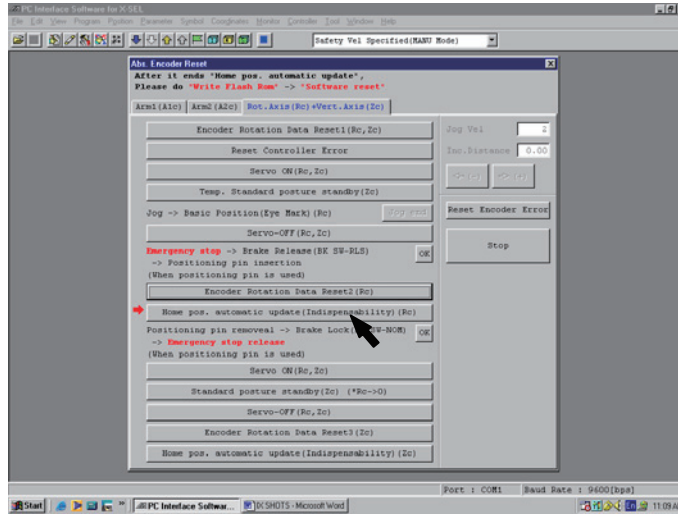 PC Interface Software for X-SEL
File Edit View Program Position Parameter Symbol Coordinates Monitor Controller Tool Window Help
Safety Vel Specified(MANU Mode)
Abs. Encoder Reset
After it ends "Home pos. automatic update",
Please do "Write Flash Rom" -> "Software reset"
Arm1(A1c) Arm2(A2c) Rot.Axis(Rc)+Vert.Axis(Zc)
Encoder Rotation Data Reset1(Rc,Zc)
Jog Vel 2
Reset Controller Error
Inc.Distance 0.00
Servo ON(Rc,Zc)
Temp. Standard posture standby(Zc)
Jog -> Basic Position(Eye Mark)(Rc) Jog end
Reset Encoder Error
Servo-OFF(Rc,Zc)
Stop
Emergency stop -> Brake Release(BK SW-RLS) OK
-> Positioning pin insertion
(When positioning pin is used)
Encoder Rotation Data Reset2(Rc)
Home pos. automatic update(Indispensability)(Rc)
Positioning pin removeal -> Brake Lock( SW-NOM) OK
-> Emergency stop release
(When positioning pin is used)
Servo ON(Rc,Zc)
Standard posture standby(Zc) (*Rc->0)
Servo-OFF(Rc,Zc)
Encoder Rotation Data Reset3(Zc)
Home pos. automatic update(Indispensability)(Zc)
Port : COM1 Baud Rate : 9600[bps]
Start PC Interface Softwar... IX SHOTS - Microsoft Word 11:09 A